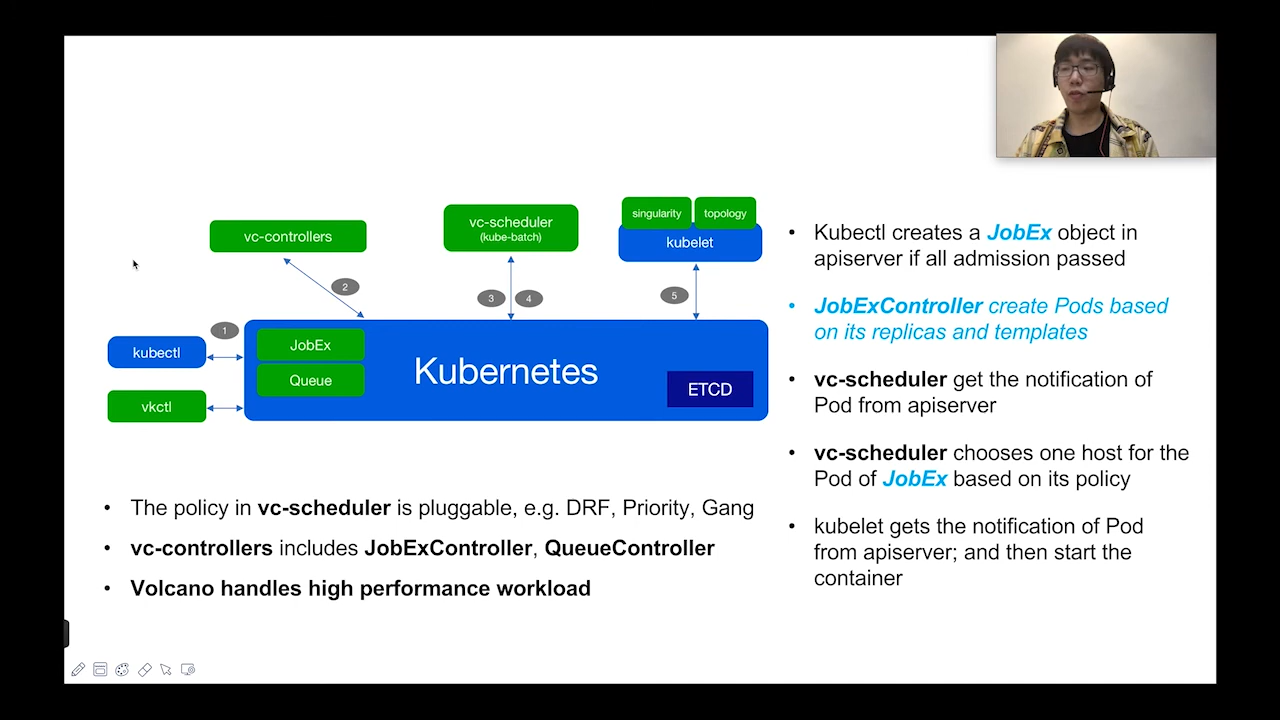 singularity
topology
kubelet
vc-scheduler
(kube-batch)
vc-controllers
2
3
4
5
1
kubectl
vkctl
JobEx
Queue
Kubernetes
ETCD
• The policy in vc-scheduler is pluggable, e.g. DRF, Priority, Gang
• vc-controllers includes JobExController, QueueController
• Volcano handles high performance workload
• Kubectl creates a JobEx object in
apiserver if all admission passed
• JobExController create Pods based
on its replicas and templates
• vc-scheduler get the notification of
Pod from apiserver
• vc-scheduler chooses one host for the
Pod of JobEx based on its policy
• kubelet gets the notification of Pod
from apiserver; and then start the
container